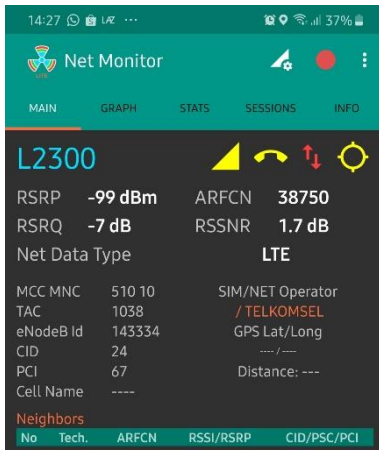 14:27 LAZ ... 37%
LITE Net Monitor
MAIN GRAPH STATS SESSIONS INFO
L2300
RSRP -99 dBm ARFCN 38750
RSRQ -7 dB RSSNR 1.7 dB
Net Data Type LTE
MCC MNC 510 10 SIM/NET Operator
TAC 1038 / TELKOMSEL
eNodeB Id 143334 GPS Lat/Long
CID 24 ----/----
PCI 67 Distance: ---
Cell Name ----
Neighbors
No Tech. ARFCN RSSI/RSRP CID/PSC/PCI